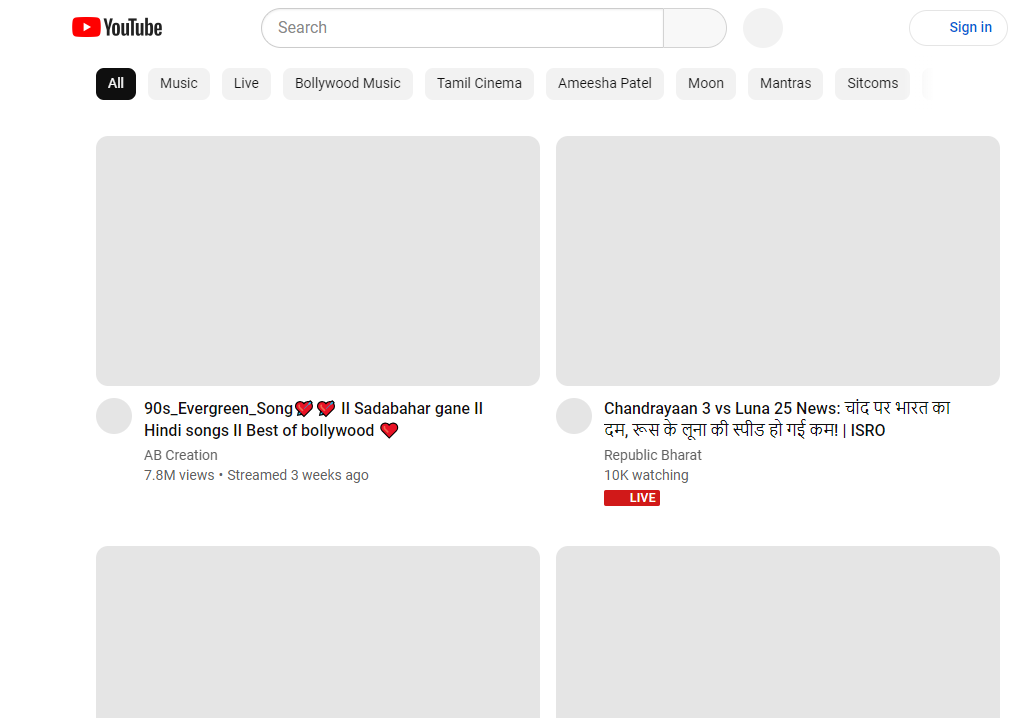 YouTube
Search
Sign in
All
Music
Live
Bollywood Music
Tamil Cinema
Ameesha Patel
Moon
Mantras
Sitcoms
90s_Evergreen_Song💘💘 II Sadabahar gane II
Hindi songs II Best of bollywood ❤️
AB Creation
7.8M views • Streamed 3 weeks ago
Chandrayaan 3 vs Luna 25 News: चांद पर भारत का
दम, रूस के लूना की स्पीड हो गई कम! | ISRO
Republic Bharat
10K watching
LIVE